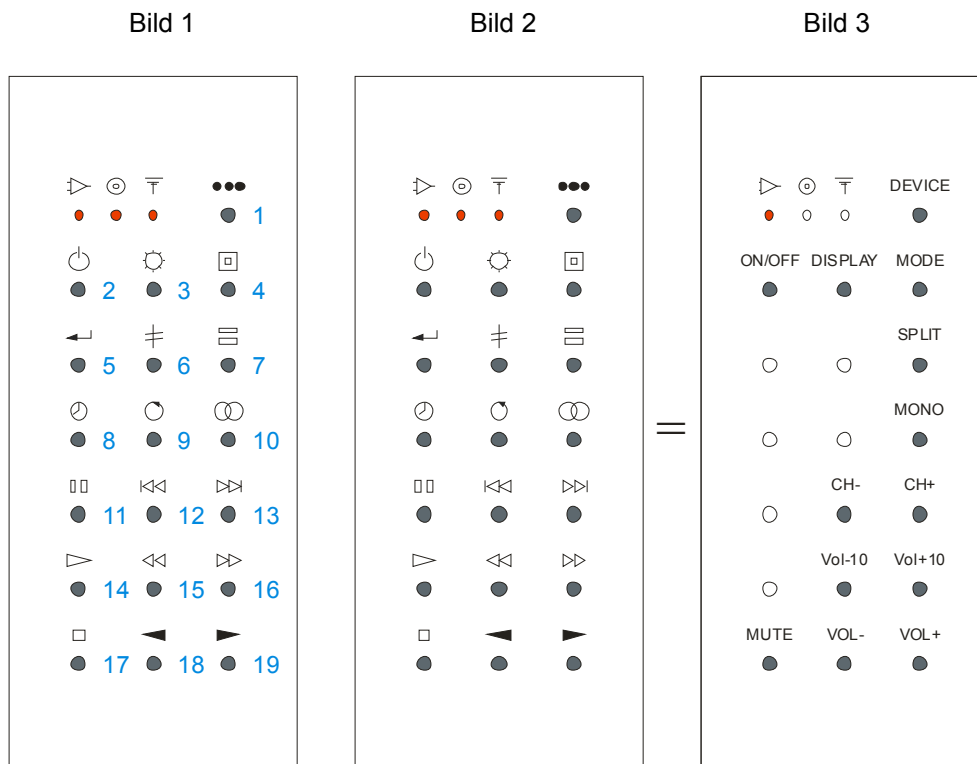 Bild 1 Bild 2 Bild 3
DEVICE
1
ON/OFF DISPLAY MODE
2 3 4
SPLIT
5 6 7
MONO
8 9 10
=
CH- CH+
11 12 13
Vol-10 Vol+10
14 15 16
MUTE VOL- VOL+
17 18 19